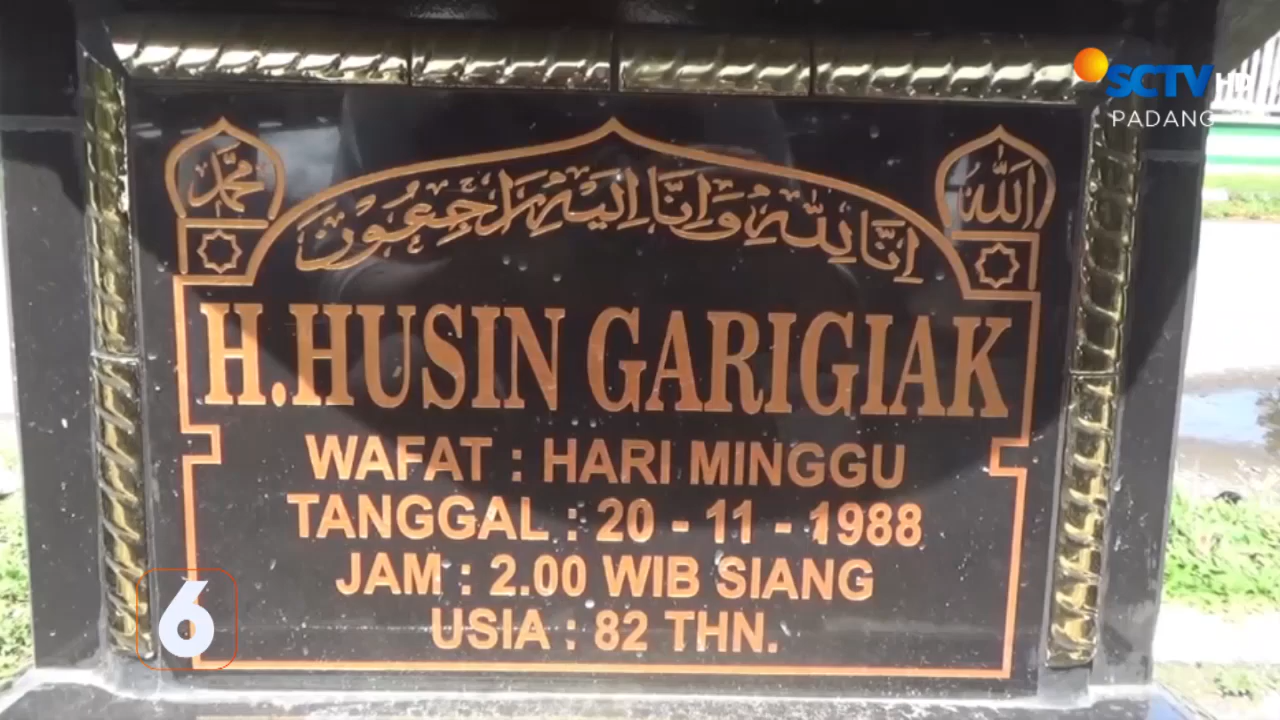 SCTV HD
PADANG
محمد
الله
انا لله وانا اليه راجعون
H.HUSIN GARIGIAK
WAFAT : HARI MINGGU
TANGGAL : 20 - 11 - 1988
JAM : 2.00 WIB SIANG
USIA : 82 THN.
6